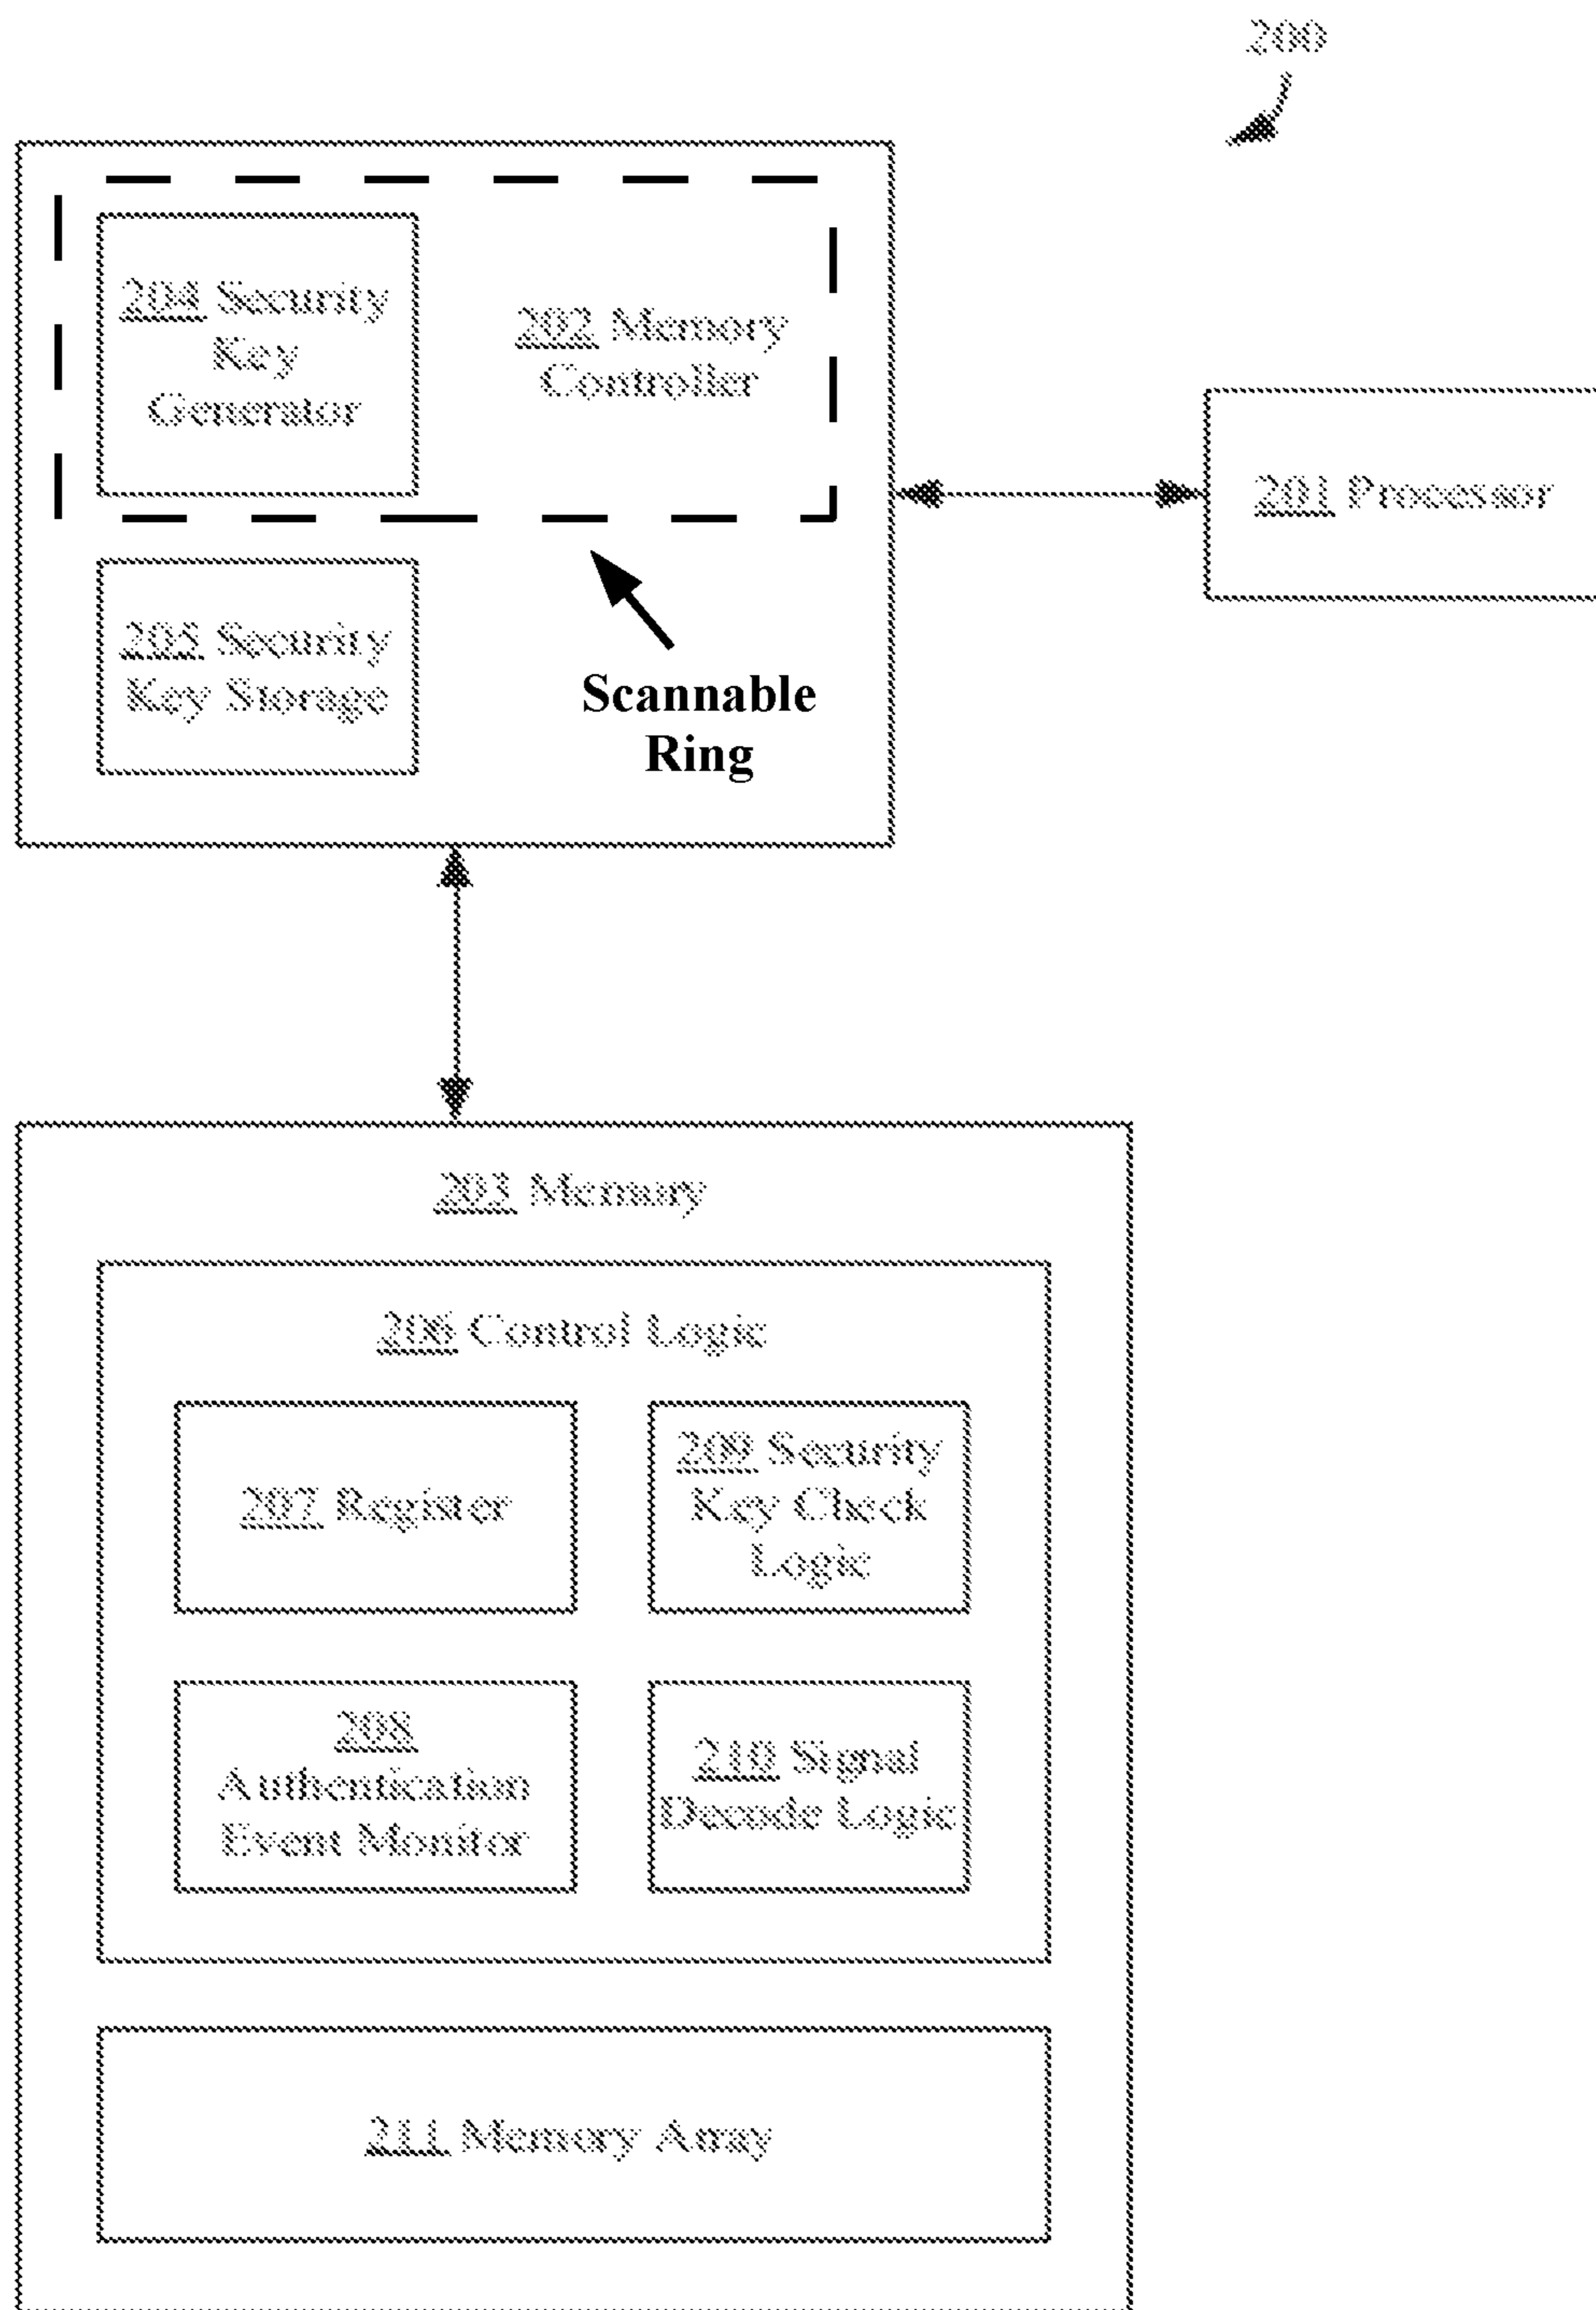 200
204 Security
Key
Generator
202 Memory
Controller
201 Processor
205 Security
Key Storage
Scannable
Ring
203 Memory
206 Control Logic
207 Register
209 Security
Key Check
Logic
208
Authentication
Event Monitor
210 Signal
Decode Logic
211 Memory Array